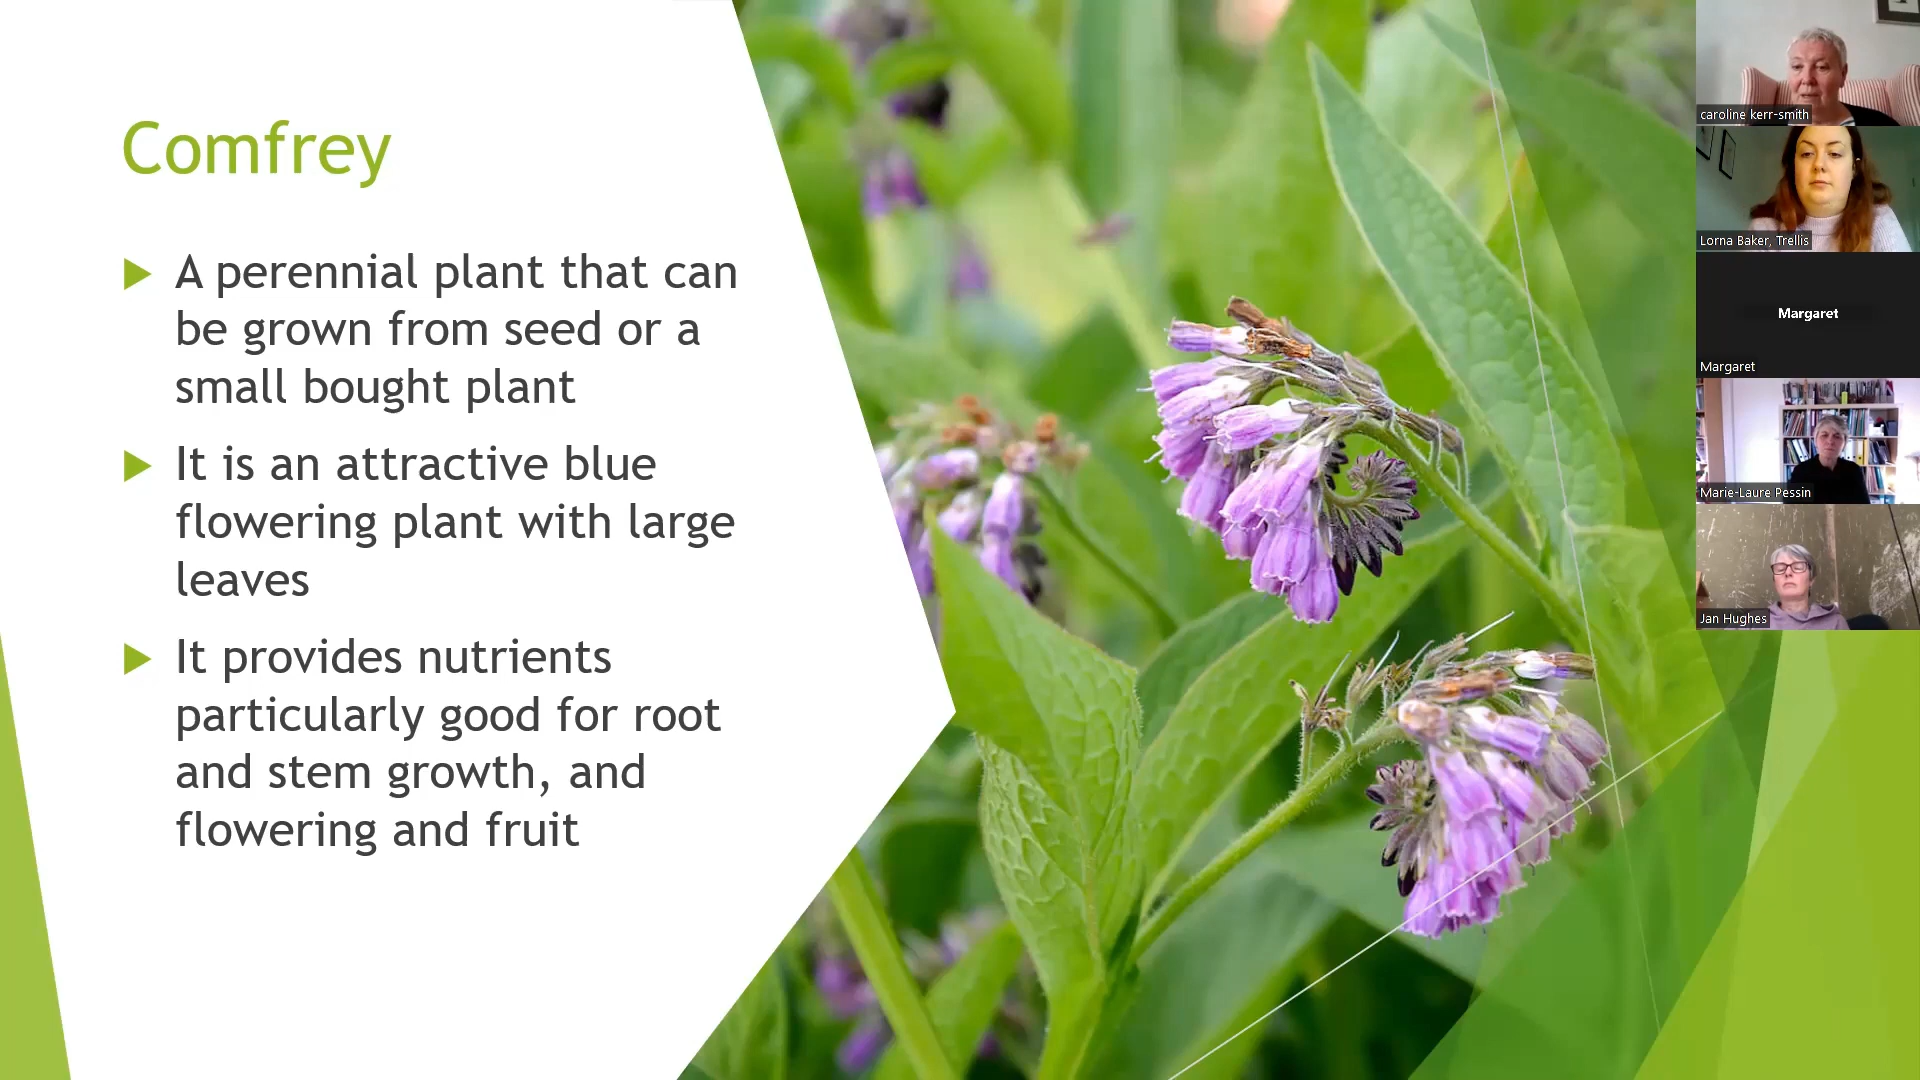 Comfrey
A perennial plant that can
be grown from seed or a
small bought plant
It is an attractive blue
flowering plant with large
leaves
It provides nutrients
particularly good for root
and stem growth, and
flowering and fruit
caroline kerr-smith
Lorna Baker, Trellis
Margaret
Margaret
Marie-Laure Pessin
Jan Hughes